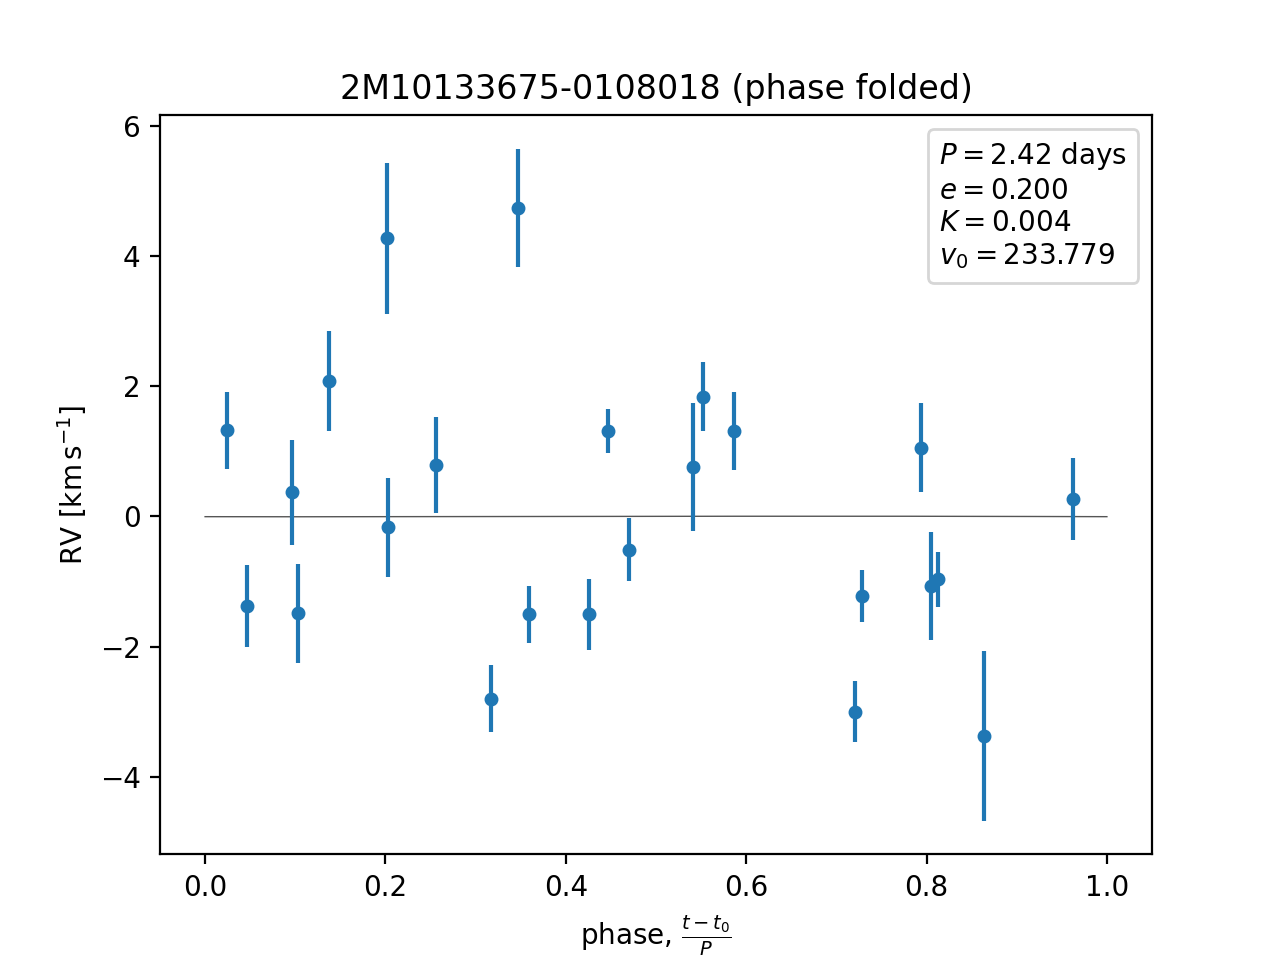 2M10133675-0108018 (phase folded)
P = 2.42 days
e = 0.200
K = 0.004
v₀ = 233.779
6
4
2
0
−2
−4
RV [km s⁻¹]
0.0 0.2 0.4 0.6 0.8 1.0
phase, (t − t₀)/P